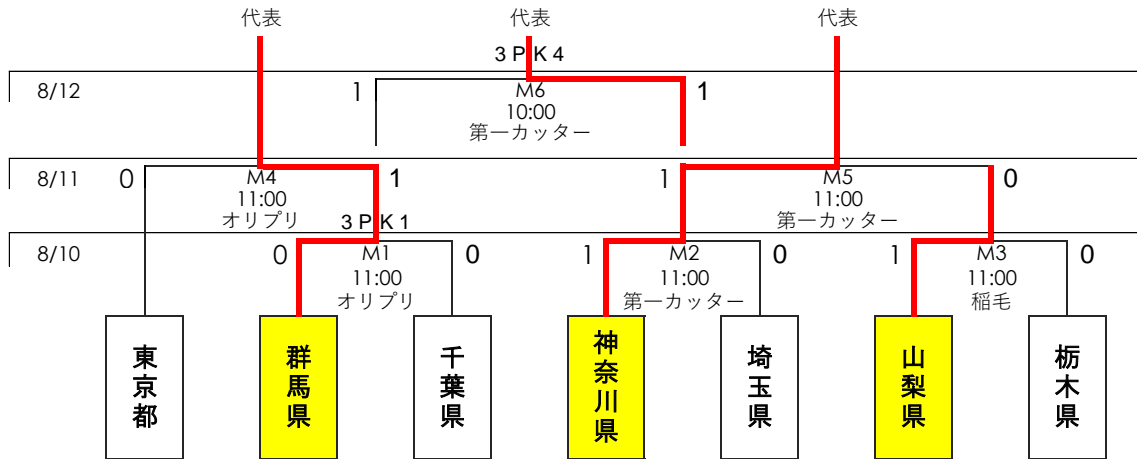 代表 代表 代表
3 PK 4
8/12 1 M6 1
10:00
第一カッター
8/11 0 M4 1 1 M5 0
11:00 11:00
オリプリ 第一カッター
3 PK 1
8/10 0 M1 0 1 M2 0 1 M3 0
11:00 11:00 11:00
オリプリ 第一カッター 稲毛
東京都 群馬県 千葉県 神奈川県 埼玉県 山梨県 栃木県